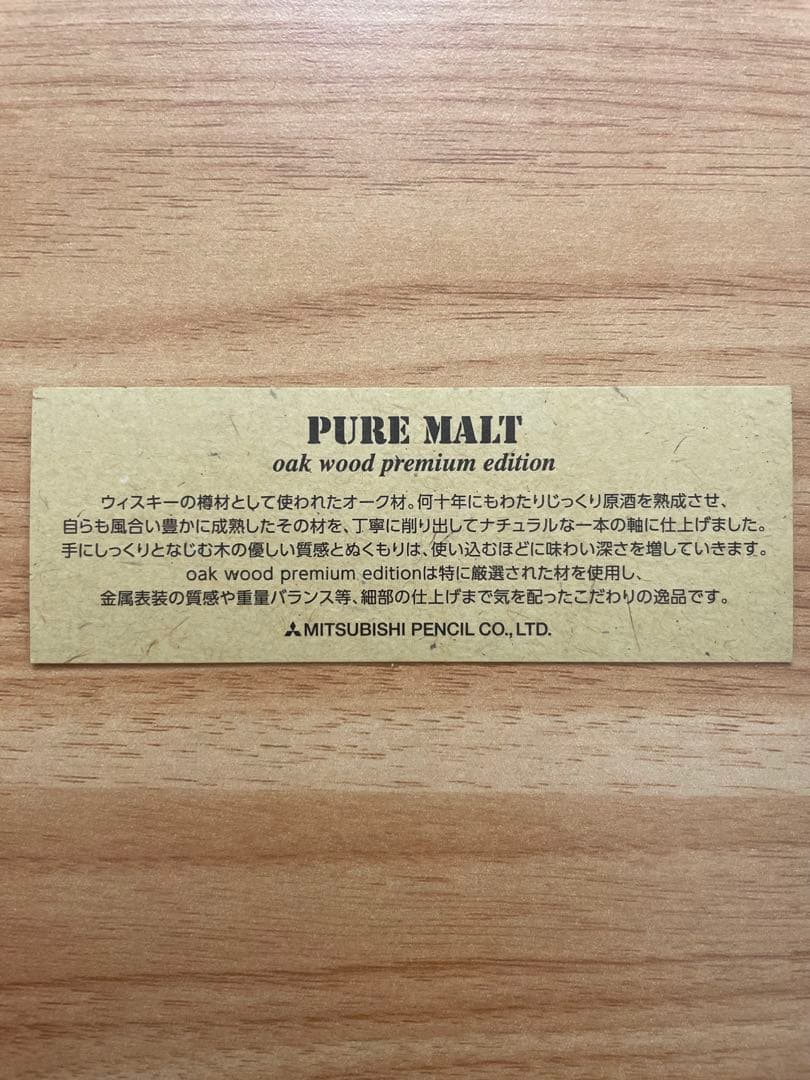 PURE MALT
oak wood premium edition
ウィスキーの樽材として使われたオーク材。何十年にもわたりじっくり原酒を熟成させ、
自らも風合い豊かに成熟したその材を、丁寧に削り出してナチュラルな一本の軸に仕上げました。
手にしっくりとなじむ木の優しい質感とぬくもりは、使い込むほどに味わい深さを増していきます。
oak wood premium editionは特に厳選された材を使用し、
金属表装の質感や重量バランス等、細部の仕上げまで気を配ったこだわりの逸品です。
MITSUBISHI PENCIL CO., LTD.